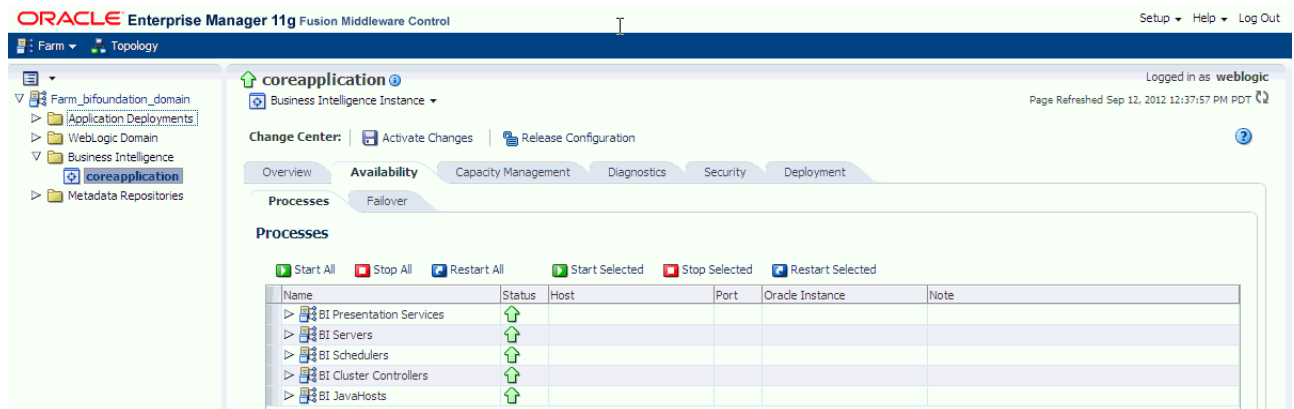 ORACLE Enterprise Manager 11g Fusion Middleware Control
Setup Help Log Out
Farm Topology
coreapplication
Logged in as weblogic
Business Intelligence Instance
Page Refreshed Sep 12, 2012 12:37:57 PM PDT
Farm_bifoundation_domain
Application Deployments
WebLogic Domain
Business Intelligence
coreapplication
Metadata Repositories
Change Center: Activate Changes Release Configuration
Overview Availability Capacity Management Diagnostics Security Deployment
Processes Failover
Processes
Start All Stop All Restart All Start Selected Stop Selected Restart Selected
Name Status Host Port Oracle Instance Note
BI Presentation Services
BI Servers
BI Schedulers
BI Cluster Controllers
BI JavaHosts